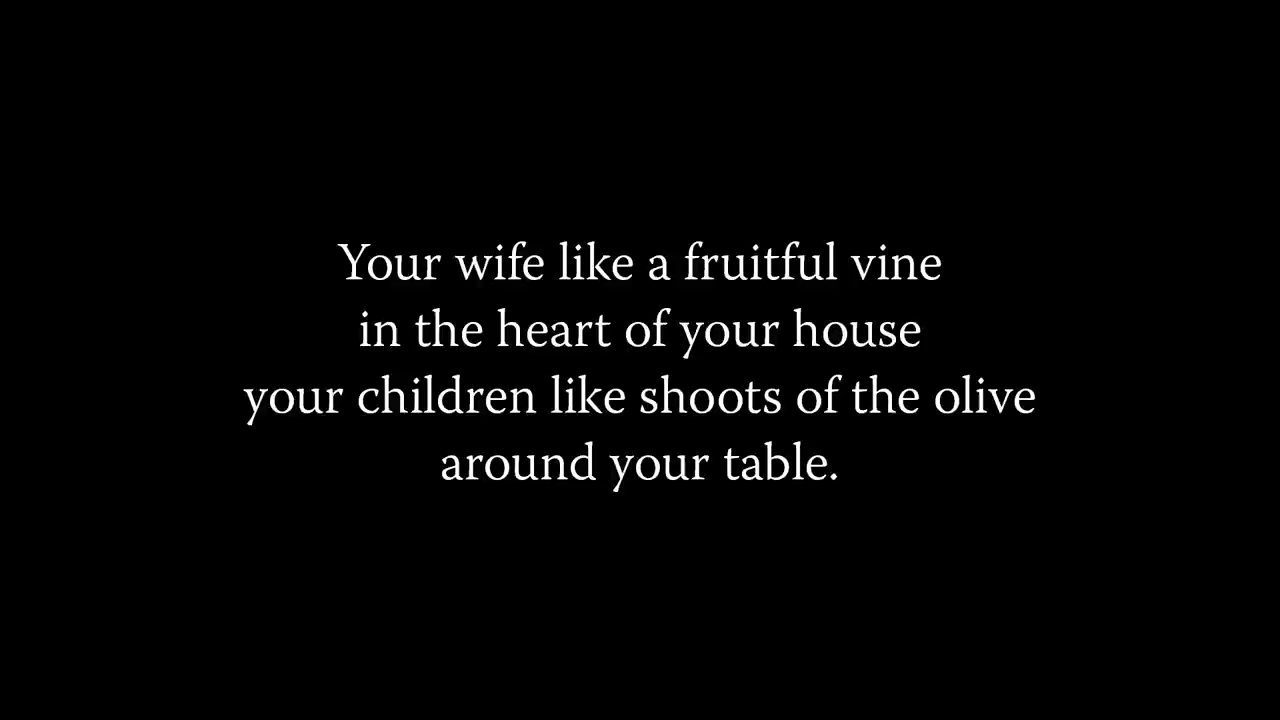 Your wife like a fruitful vine
in the heart of your house
your children like shoots of the olive
around your table.